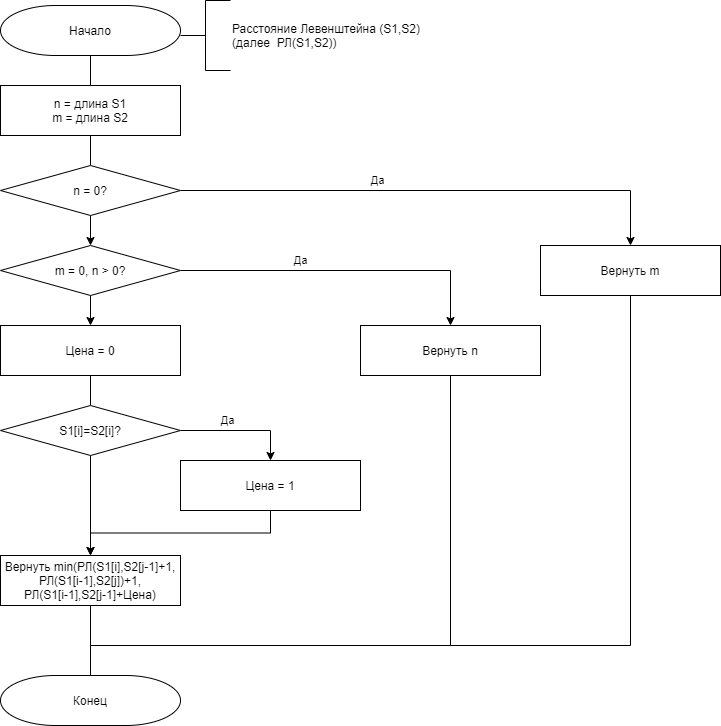 Начало
Расстояние Левенштейна (S1,S2)
(далее РЛ(S1,S2))
n = длина S1
m = длина S2
n = 0?
Да
m = 0, n > 0?
Да
Вернуть m
Цена = 0
Вернуть n
S1[i]=S2[i]?
Да
Цена = 1
Вернуть min(РЛ(S1[i],S2[j-1]+1,
РЛ(S1[i-1],S2[j])+1,
РЛ(S1[i-1],S2[j-1]+Цена)
Конец